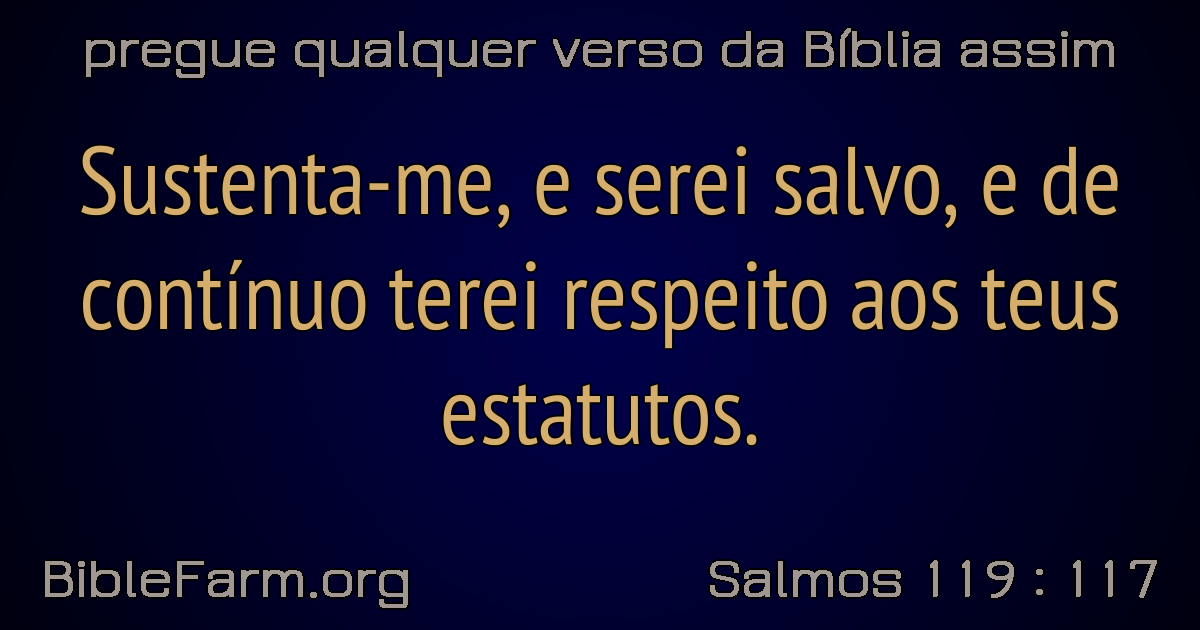 pregue qualquer verso da Bíblia assim
Sustenta-me, e serei salvo, e de
contínuo terei respeito aos teus
estatutos.
BibleFarm.org
Salmos 119 : 117